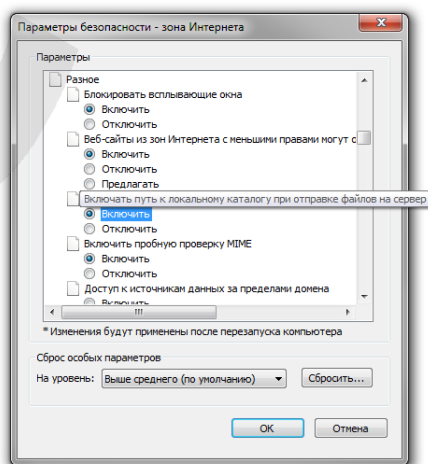 Параметры безопасности - зона Интернета
Параметры
Разное
Блокировать всплывающие окна
Включить
Отключить
Веб-сайты из зон Интернета с меньшими правами могут о
Включить
Отключить
Предлагать
Включать путь к локальному каталогу при отправке файлов на сервер
Включить
Отключить
Включить пробную проверку MIME
Включить
Отключить
Доступ к источникам данных за пределами домена
Включить
* Изменения будут применены после перезапуска компьютера
Сброс особых параметров
На уровень: Выше среднего (по умолчанию) Сбросить...
ОК Отмена